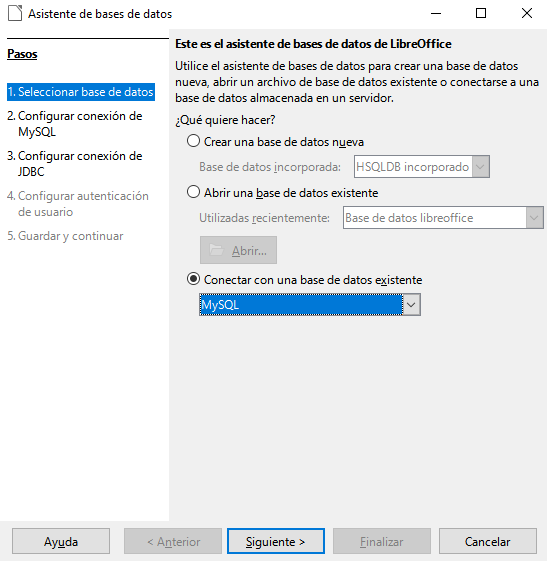 Asistente de bases de datos
Pasos
1. Seleccionar base de datos
2. Configurar conexión de
MySQL
3. Configurar conexión de
JDBC
4. Configurar autenticación
de usuario
5. Guardar y continuar
Este es el asistente de bases de datos de LibreOffice
Utilice el asistente de bases de datos para crear una base de datos
nueva, abrir un archivo de base de datos existente o conectarse a una
base de datos almacenada en un servidor.
¿Qué quiere hacer?
Crear una base de datos nueva
Base de datos incorporada: HSQLDB incorporado
Abrir una base de datos existente
Utilizadas recientemente: Base de datos libreoffice
Abrir...
Conectar con una base de datos existente
MySQL
Ayuda < Anterior Siguiente > Finalizar Cancelar